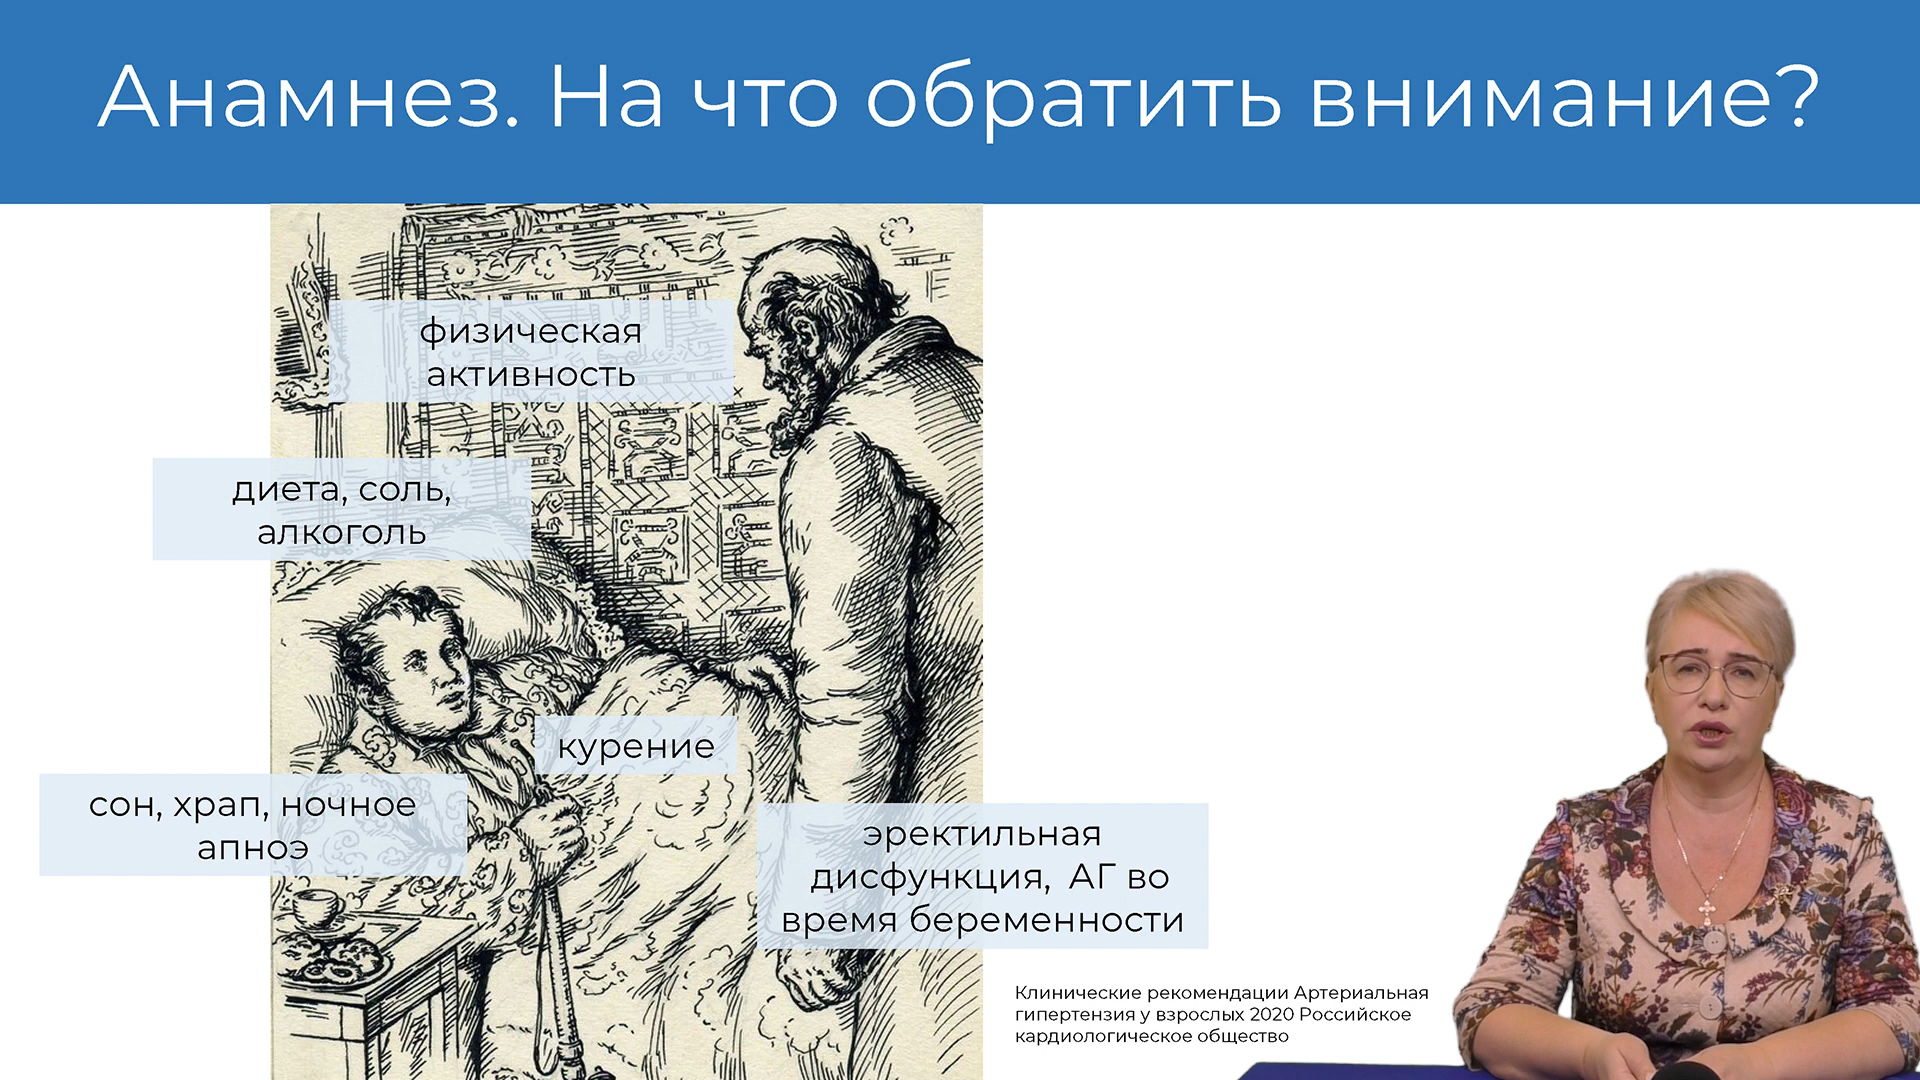 Анамнез. На что обратить внимание?
физическая
активность
диета, соль,
алкоголь
курение
сон, храп, ночное
апноэ
эректильная
дисфункция, АГ во
время беременности
Клинические рекомендации Артериальная
гипертензия у взрослых 2020 Российское
кардиологическое общество